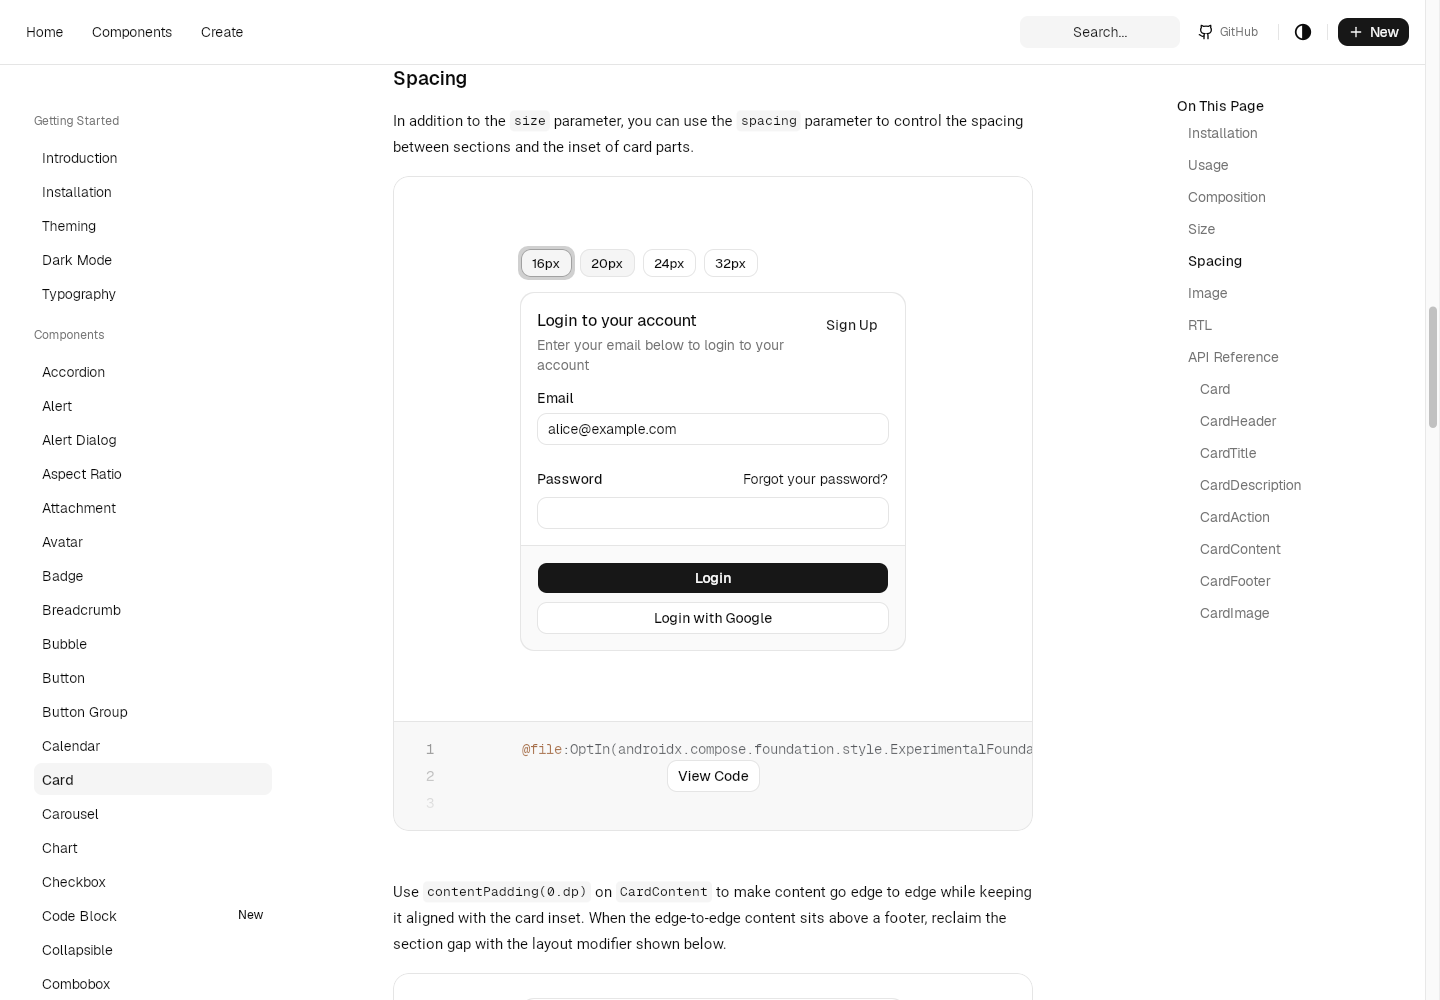 Home
Components
Create
Search...
GitHub
New
Getting Started
Introduction
Installation
Theming
Dark Mode
Typography
Components
Accordion
Alert
Alert Dialog
Aspect Ratio
Attachment
Avatar
Badge
Breadcrumb
Bubble
Button
Button Group
Calendar
Card
Carousel
Chart
Checkbox
Code Block New
Collapsible
Combobox
Spacing
In addition to the size parameter, you can use the spacing parameter to control the spacing
between sections and the inset of card parts.
16px
20px
24px
32px
Login to your account
Sign Up
Enter your email below to login to your
account
Email
alice@example.com
Password
Forgot your password?
Login
Login with Google
1 @file:OptIn(androidx.compose.foundation.style.ExperimentalFounda
2
View Code
3
Use contentPadding(0.dp) on CardContent to make content go edge to edge while keeping
it aligned with the card inset. When the edge-to-edge content sits above a footer, reclaim the
section gap with the layout modifier shown below.
On This Page
Installation
Usage
Composition
Size
Spacing
Image
RTL
API Reference
Card
CardHeader
CardTitle
CardDescription
CardAction
CardContent
CardFooter
CardImage